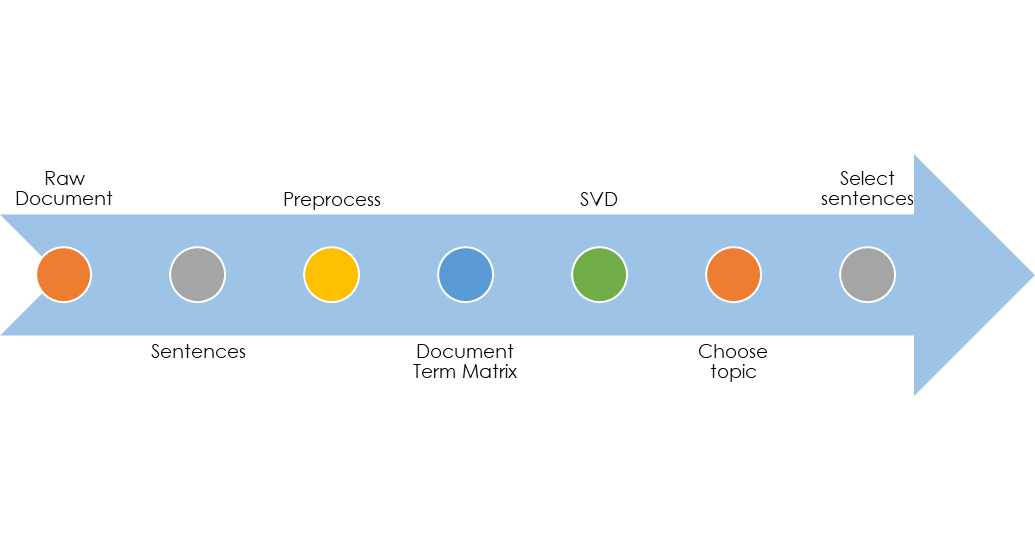 Raw
Document
Sentences
Preprocess
Document
Term Matrix
SVD
Choose
topic
Select
sentences